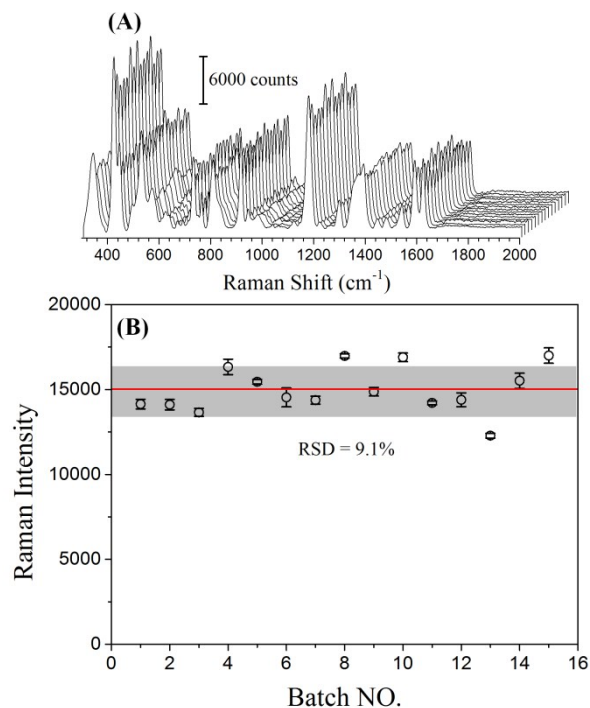 (A)
6000 counts
400 600 800 1000 1200 1400 1600 1800 2000
Raman Shift (cm⁻¹)
(B)
20000
15000
10000
5000
0
RSD = 9.1%
Raman Intensity
0 2 4 6 8 10 12 14 16
Batch NO.